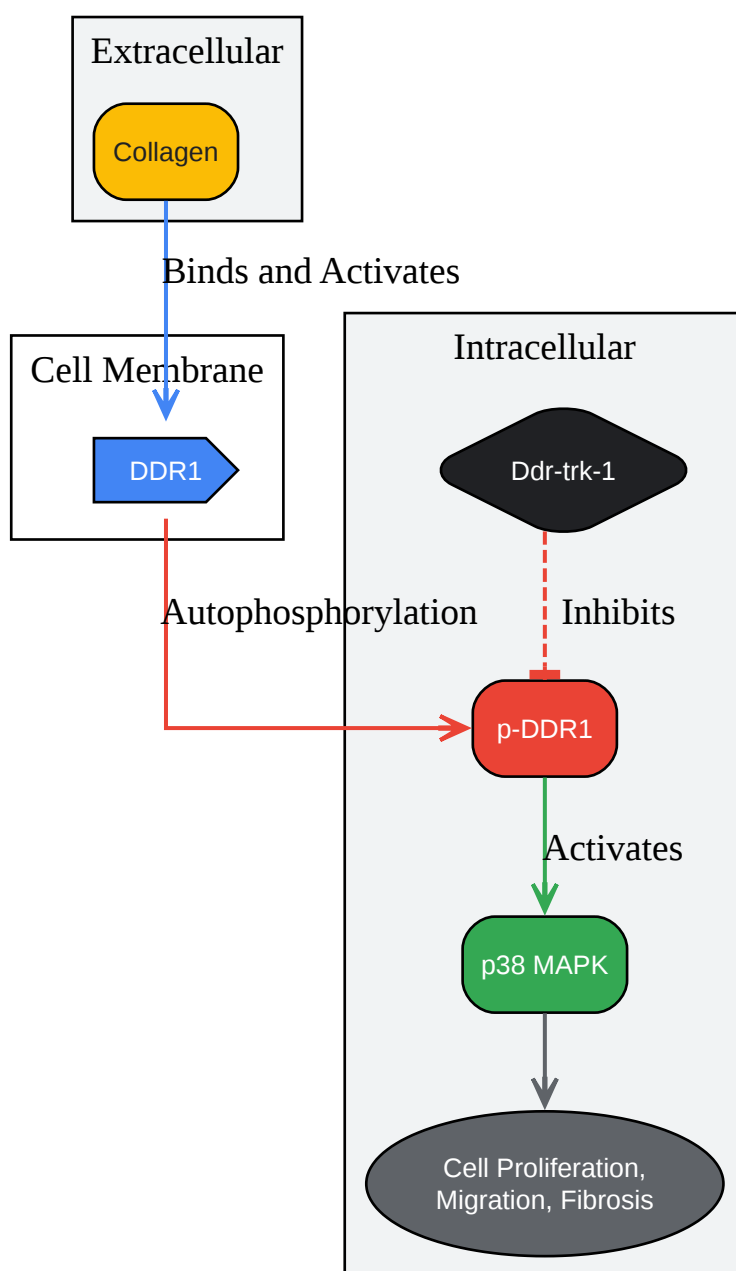 Extracellular
Collagen
Binds and Activates
Cell Membrane
DDR1
Intracellular
Ddr-trk-1
Autophosphorylation
Inhibits
p-DDR1
Activates
p38 MAPK
Cell Proliferation,
Migration, Fibrosis